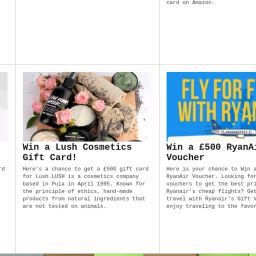 card on Amazon.
Win a Lush Cosmetics
Gift Card!
Here's a chance to get a £500 gift card
for Lush.LUSH is a cosmetics company
based in Pula in April 1995. Known for
the principle of ethics, hand-made
products from natural ingredients that
are not tested on animals.
FLY FOR F
WITH RYA
Win a £500 RyanAi
Voucher
Here is your chance to Win a
RyanAir Voucher. Looking for
vouchers to get the best pri
Ryanair's cheap flights? Get
travel with Ryanair's Gift V
enjoy traveling to the favor